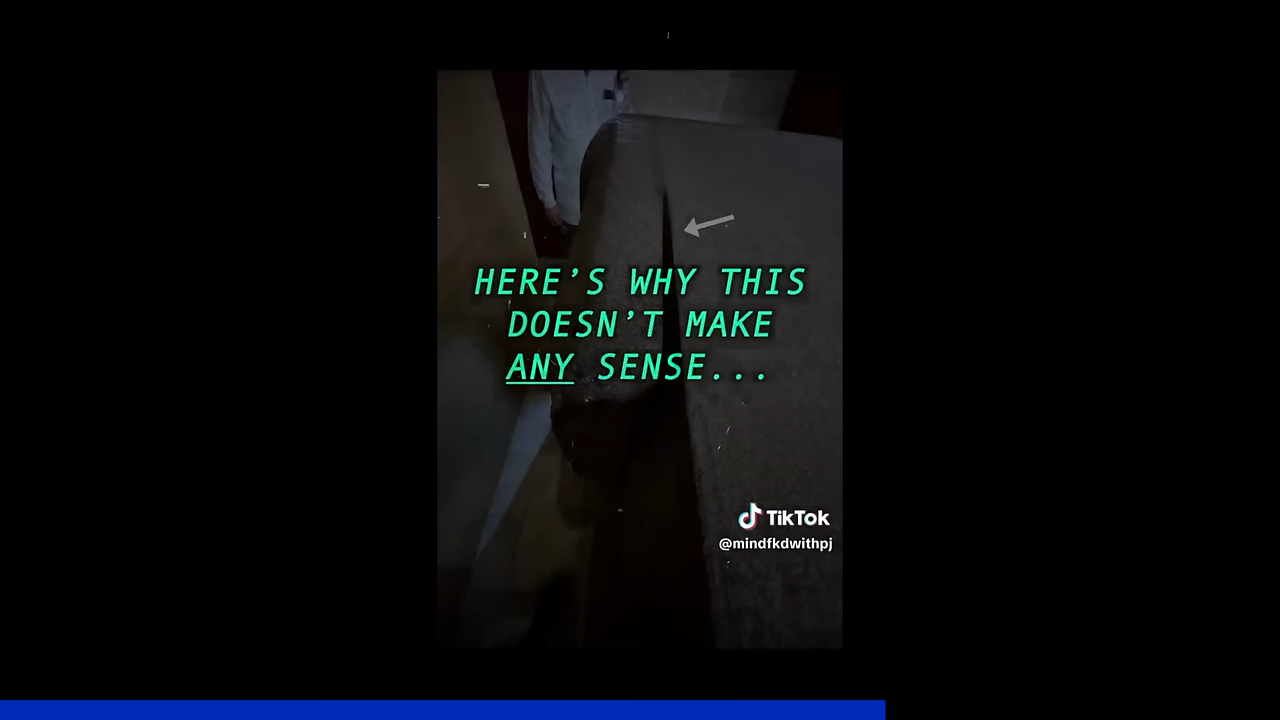 HERE’S WHY THIS
DOESN’T MAKE
ANY SENSE...
TikTok
@mindfkdwithpj